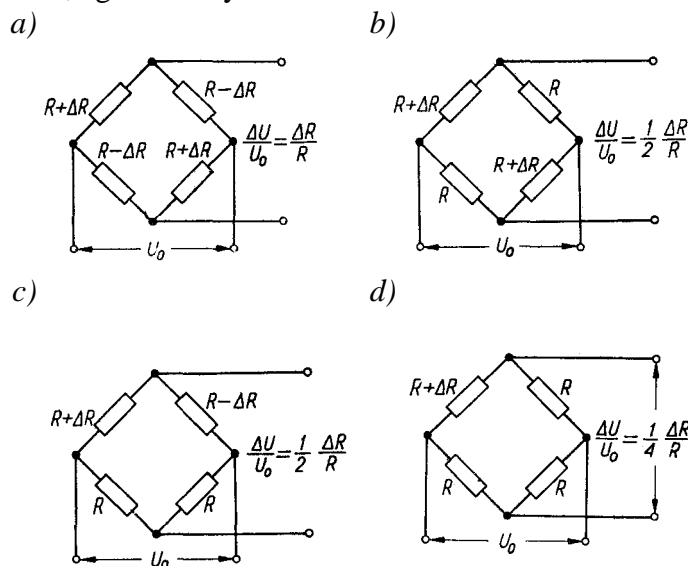 a)
b)
R+ΔR
R−ΔR
R−ΔR
R+ΔR
ΔU/U₀ = ΔR/R
U₀
R+ΔR
R
R
R+ΔR
ΔU/U₀ = 1/2 ΔR/R
U₀
c)
d)
R+ΔR
R−ΔR
R
R
ΔU/U₀ = 1/2 ΔR/R
U₀
R+ΔR
R
R
R
ΔU/U₀ = 1/4 ΔR/R
U₀